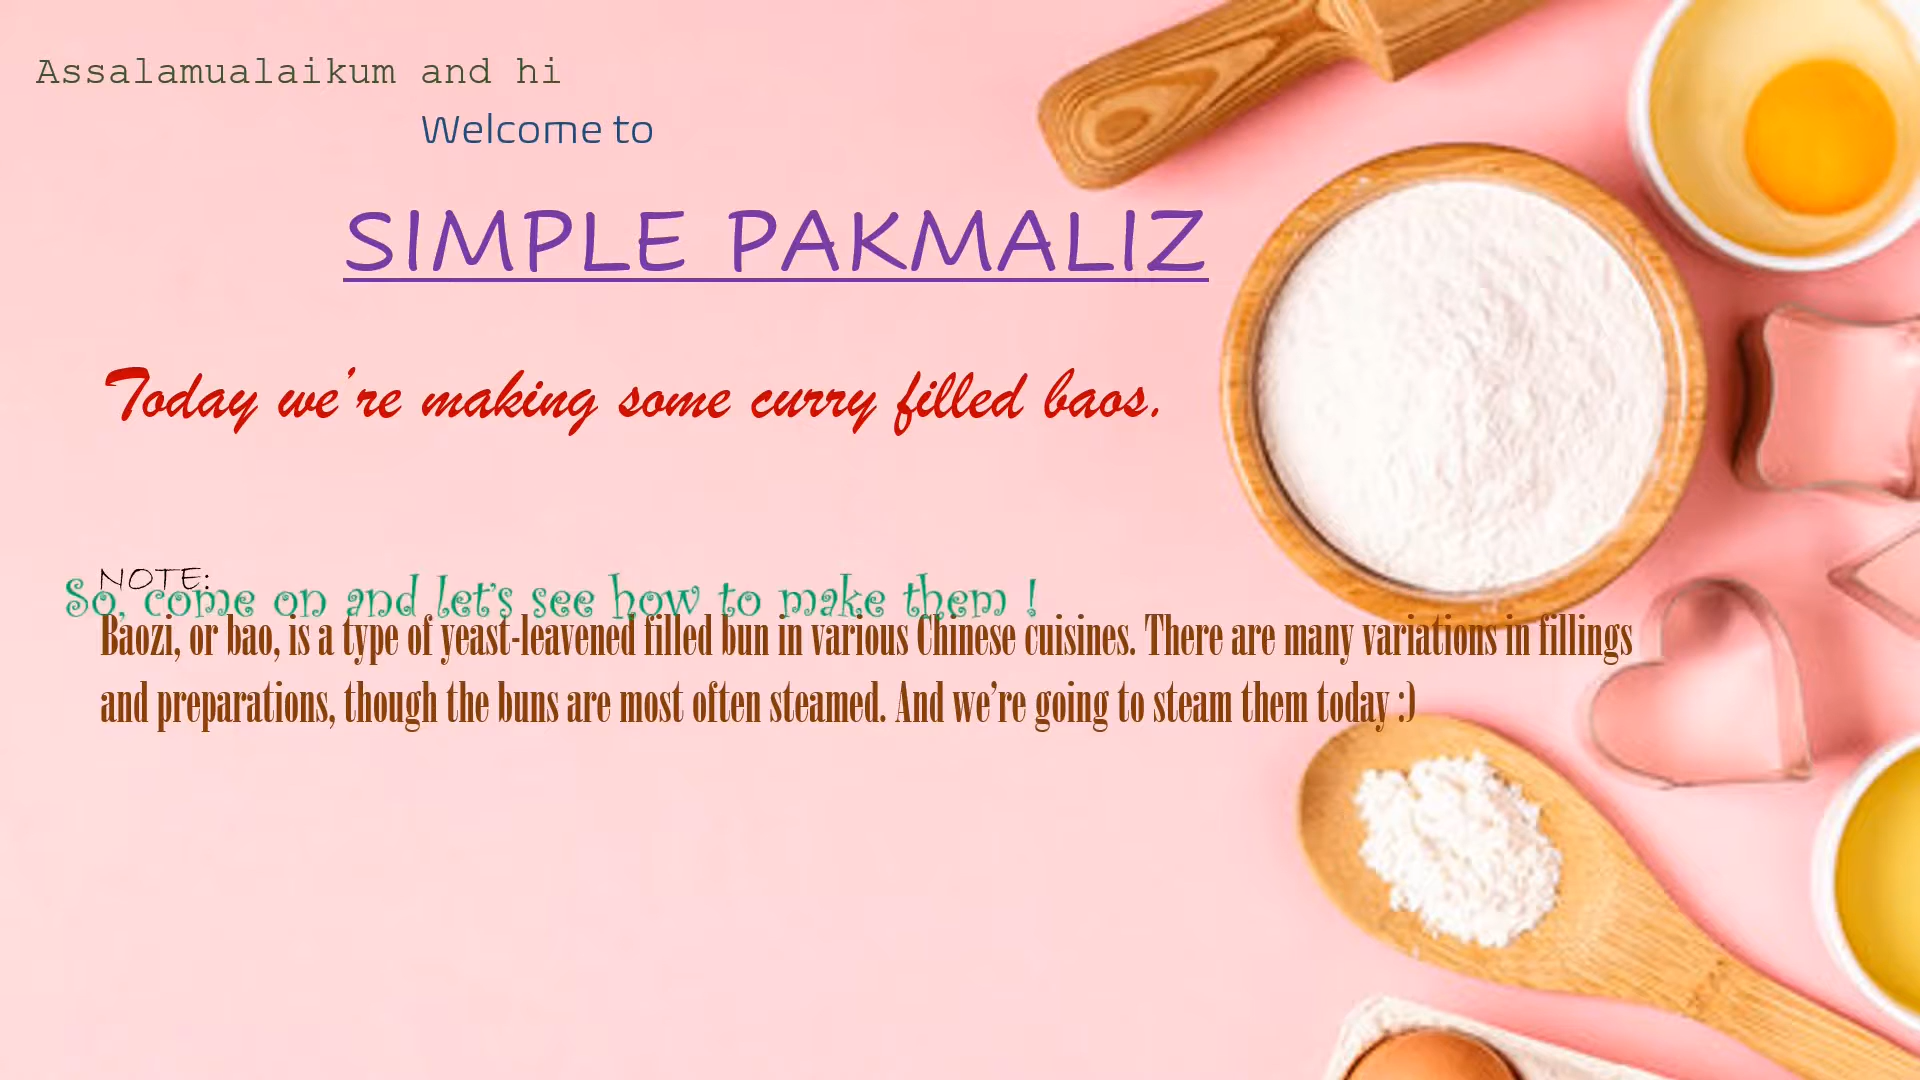 Assalamualaikum and hi
Welcome to
SIMPLE PAKMALIZ
Today we’re making some curry filled baos.
NOTE:
So, come on and let’s see how to make them !
Baozi, or bao, is a type of yeast-leavened filled bun in various Chinese cuisines. There are many variations in fillings
and preparations, though the buns are most often steamed. And we’re going to steam them today :)